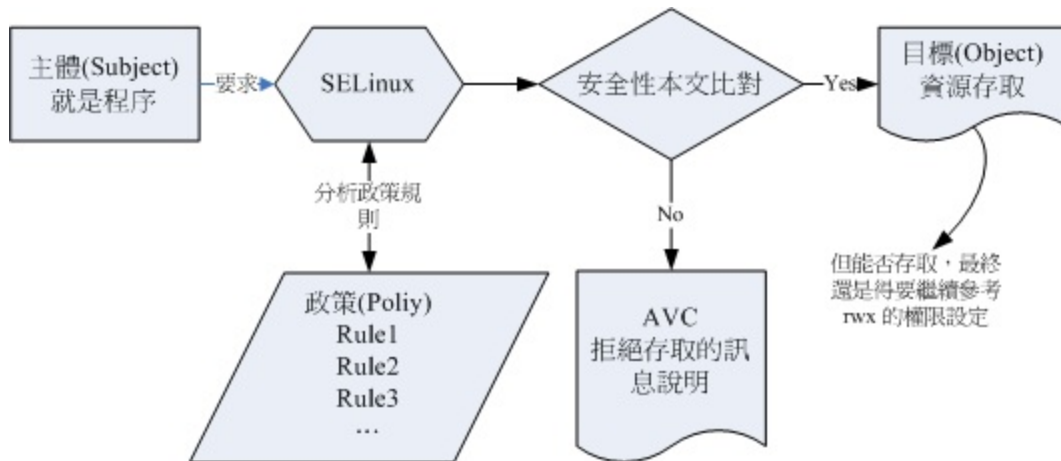 主體(Subject)
就是程序
要求
SELinux
安全性本文比對
Yes
目標(Object)
資源存取
分析政策規
則
No
但能否存取，最終
還是得要繼續參考
rwx 的權限設定
政策(Poliy)
Rule1
Rule2
Rule3
…
AVC
拒絕存取的訊
息說明